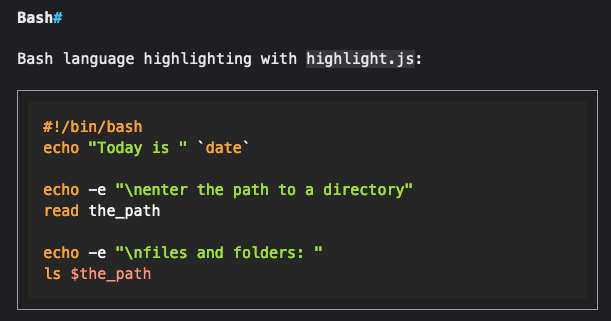 Bash#
Bash language highlighting with highlight.js:
#!/bin/bash
echo "Today is " `date`
echo -e "\nenter the path to a directory"
read the_path
echo -e "\nfiles and folders: "
ls $the_path